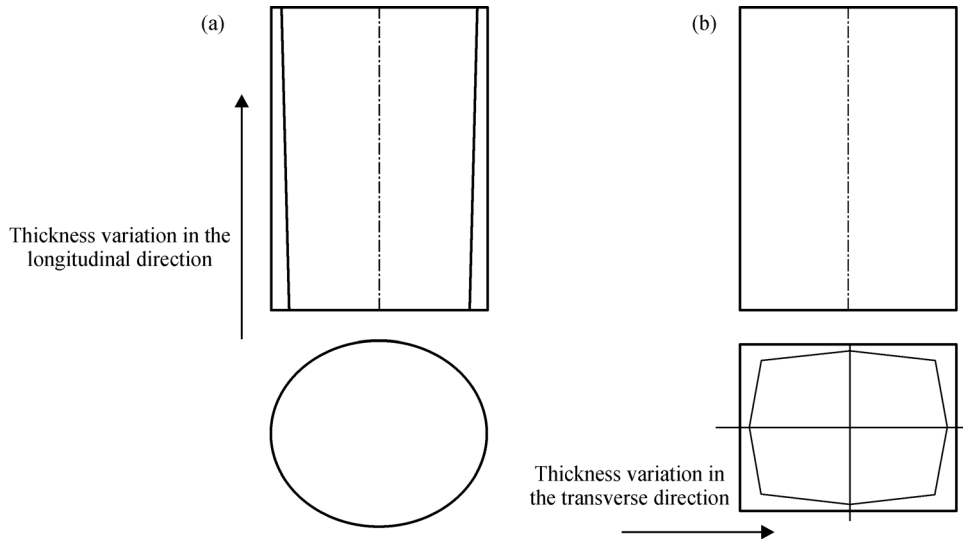 (a)
Thickness variation in the
longitudinal direction
(b)
Thickness variation in
the transverse direction